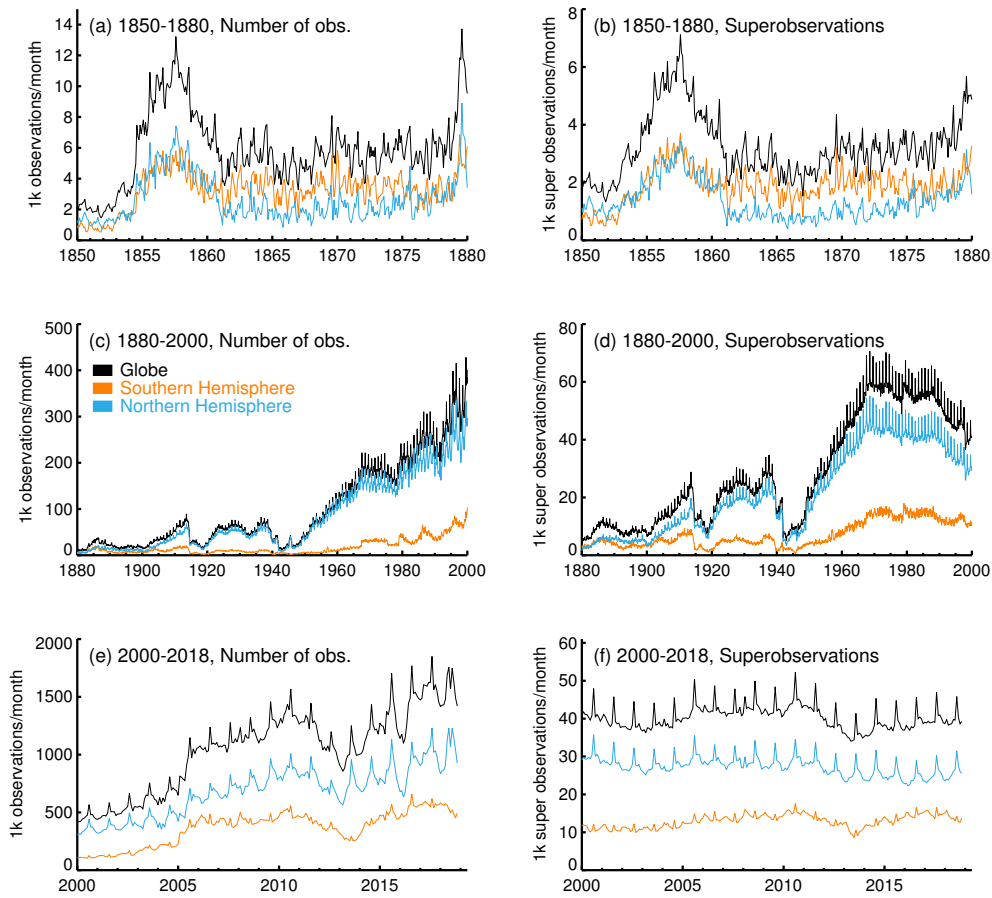 (a) 1850-1880, Number of obs.
1k observations/month
14
12
10
8
6
4
2
0
1850 1855 1860 1865 1870 1875 1880
(b) 1850-1880, Superobservations
1k super observations/month
8
6
4
2
0
1850 1855 1860 1865 1870 1875 1880
(c) 1880-2000, Number of obs.
Globe
Southern Hemisphere
Northern Hemisphere
1k observations/month
500
400
300
200
100
0
1880 1900 1920 1940 1960 1980 2000
(d) 1880-2000, Superobservations
1k super observations/month
80
60
40
20
0
1880 1900 1920 1940 1960 1980 2000
(e) 2000-2018, Number of obs.
1k observations/month
2000
1500
1000
500
0
2000 2005 2010 2015
(f) 2000-2018, Superobservations
1k super observations/month
60
50
40
30
20
10
0
2000 2005 2010 2015